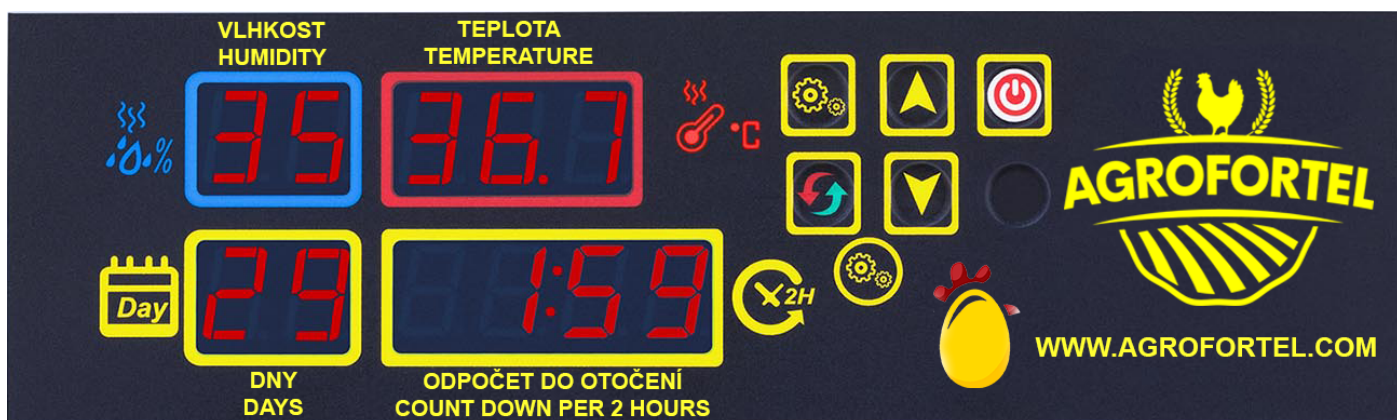 VLHKOST
HUMIDITY
TEPLOTA
TEMPERATURE
35
36.7
%
°C
AGROFORTEL
29
1:59
Day
2H
DNY
DAYS
ODPOČET DO OTOČENÍ
COUNT DOWN PER 2 HOURS
WWW.AGROFORTEL.COM